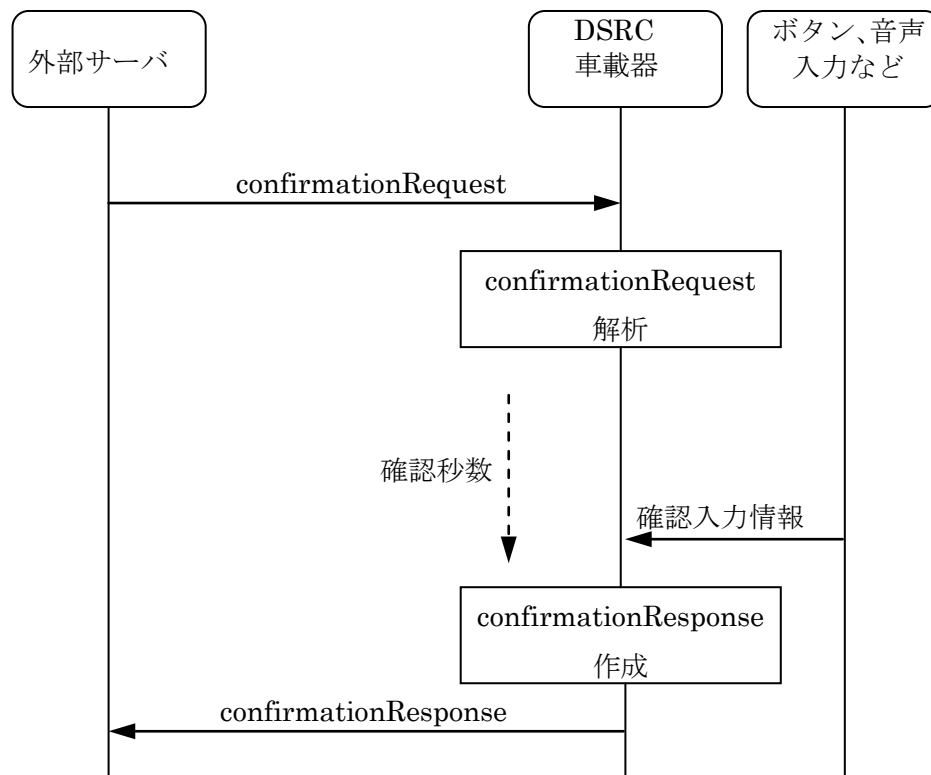 外部サーバ
DSRC
車載器
ボタン、音声
入力など
confirmationRequest
confirmationRequest
解析
確認秒数
確認入力情報
confirmationResponse
作成
confirmationResponse